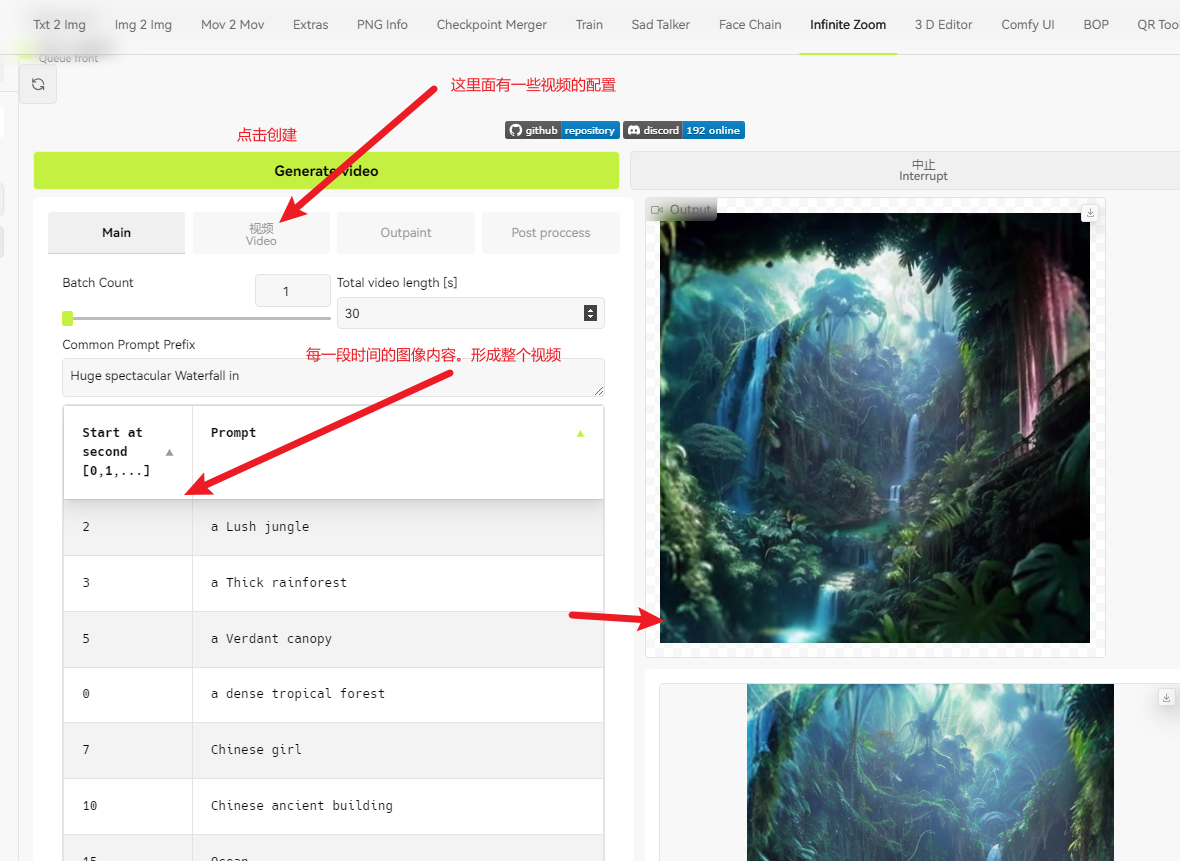 Txt 2 Img Img 2 Img Mov 2 Mov Extras PNG Info Checkpoint Merger Train Sad Talker Face Chain Infinite Zoom 3 D Editor Comfy UI BOP QR Too
Queue front
这里面有一些视频的配置
点击创建
github repository discord 192 online
Generate video
中止
Interrupt
Main
视频
Video
Outpaint
Post proccess
Output
Batch Count
1
Total video length [s]
30
Common Prompt Prefix
每一段时间的图像内容。形成整个视频
Huge spectacular Waterfall in
Start at
second
[0,1,...]
Prompt
2 a Lush jungle
3 a Thick rainforest
5 a Verdant canopy
0 a dense tropical forest
7 Chinese girl
10 Chinese ancient building
15 Ocean